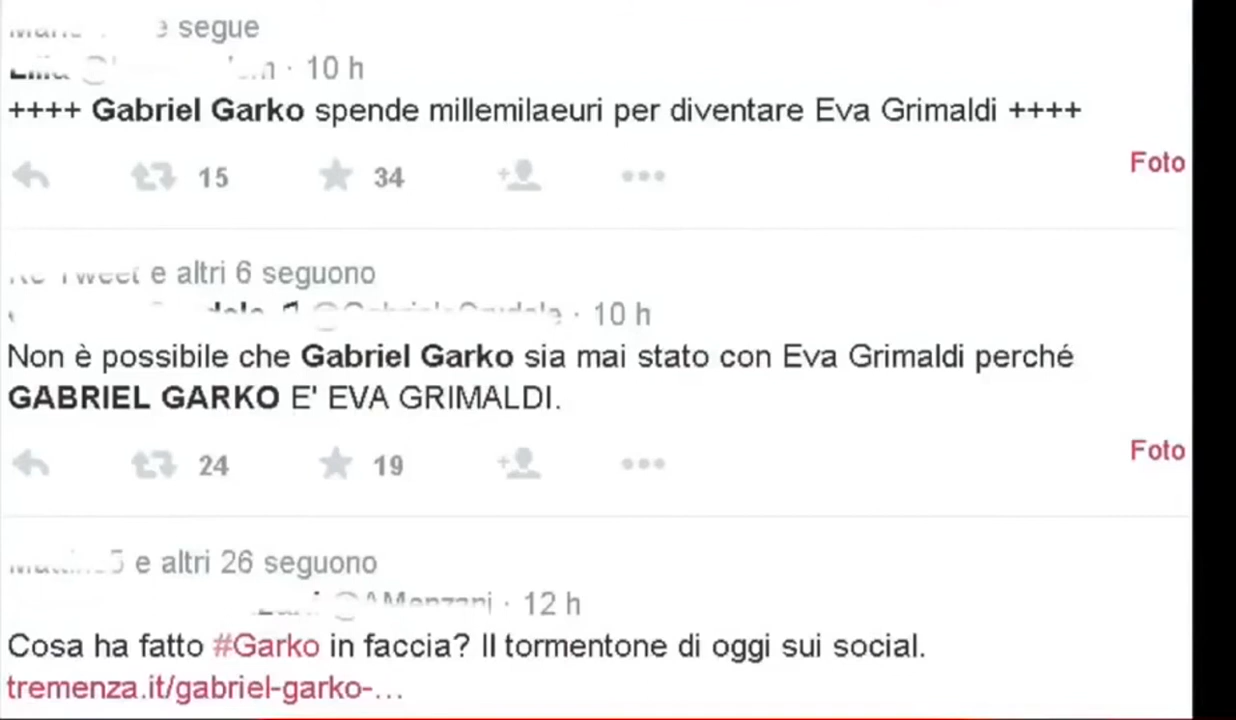 segue
· 10 h
++++ Gabriel Garko spende millemilaeuri per diventare Eva Grimaldi ++++
Foto
15 34
Tweet e altri 6 seguono
· 10 h
Non è possibile che Gabriel Garko sia mai stato con Eva Grimaldi perché
GABRIEL GARKO E' EVA GRIMALDI.
Foto
24 19
e altri 26 seguono
· 12 h
Cosa ha fatto #Garko in faccia? Il tormentone di oggi sui social.
tremenza.it/gabriel-garko-...